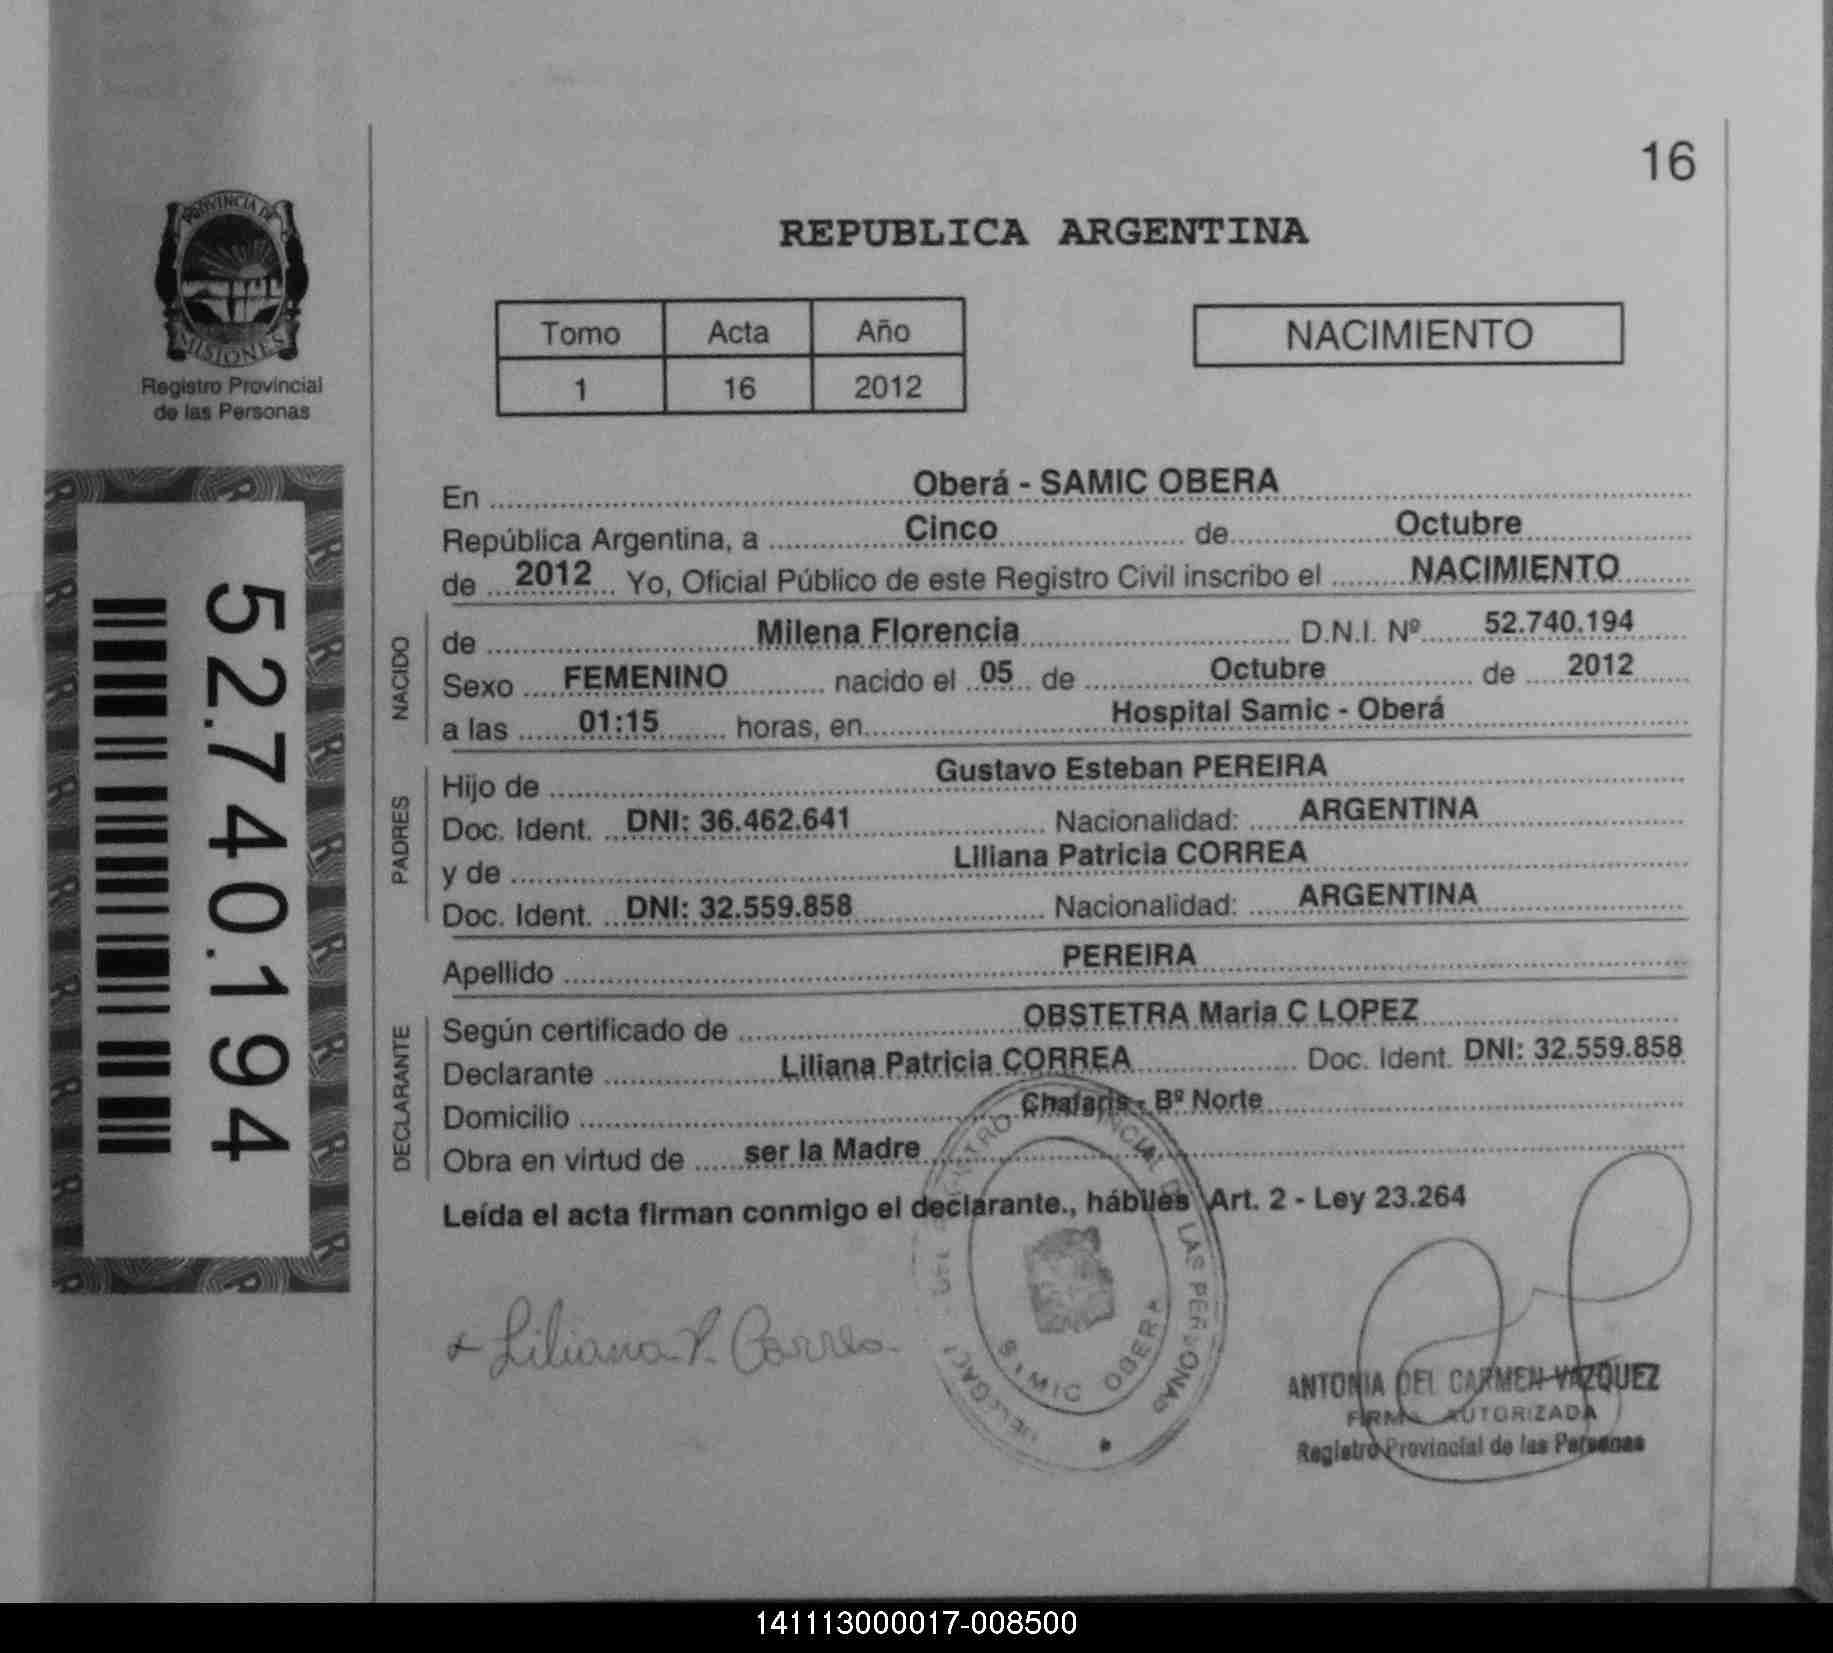 16
PROVINCIA DE
MISIONES
Registro Provincial
de las Personas
REPUBLICA ARGENTINA
Tomo Acta Año
1 16 2012
NACIMIENTO
52.740.194
En Oberá - SAMIC OBERA
República Argentina, a Cinco de Octubre
de 2012 Yo, Oficial Público de este Registro Civil inscribo el NACIMIENTO
NACIDO
de Milena Florencia D.N.I. Nº 52.740.194
Sexo FEMENINO nacido el 05 de Octubre de 2012
a las 01:15 horas, en Hospital Samic - Oberá
PADRES
Hijo de Gustavo Esteban PEREIRA
Doc. Ident. DNI: 36.462.641 Nacionalidad: ARGENTINA
y de Liliana Patricia CORREA
Doc. Ident. DNI: 32.559.858 Nacionalidad: ARGENTINA
Apellido PEREIRA
DECLARANTE
Según certificado de OBSTETRA Maria C LOPEZ
Declarante Liliana Patricia CORREA Doc. Ident. DNI: 32.559.858
Domicilio Chafaris - Bº Norte
Obra en virtud de ser la Madre
Leída el acta firman conmigo el declarante., hábiles Art. 2 - Ley 23.264
Liliana P. Correa
LAS PERSONAS
OBERA
ANTONIA DEL CARMEN VAZQUEZ
FIRMA AUTORIZADA
Registro Provincial de las Personas
141113000017-008500